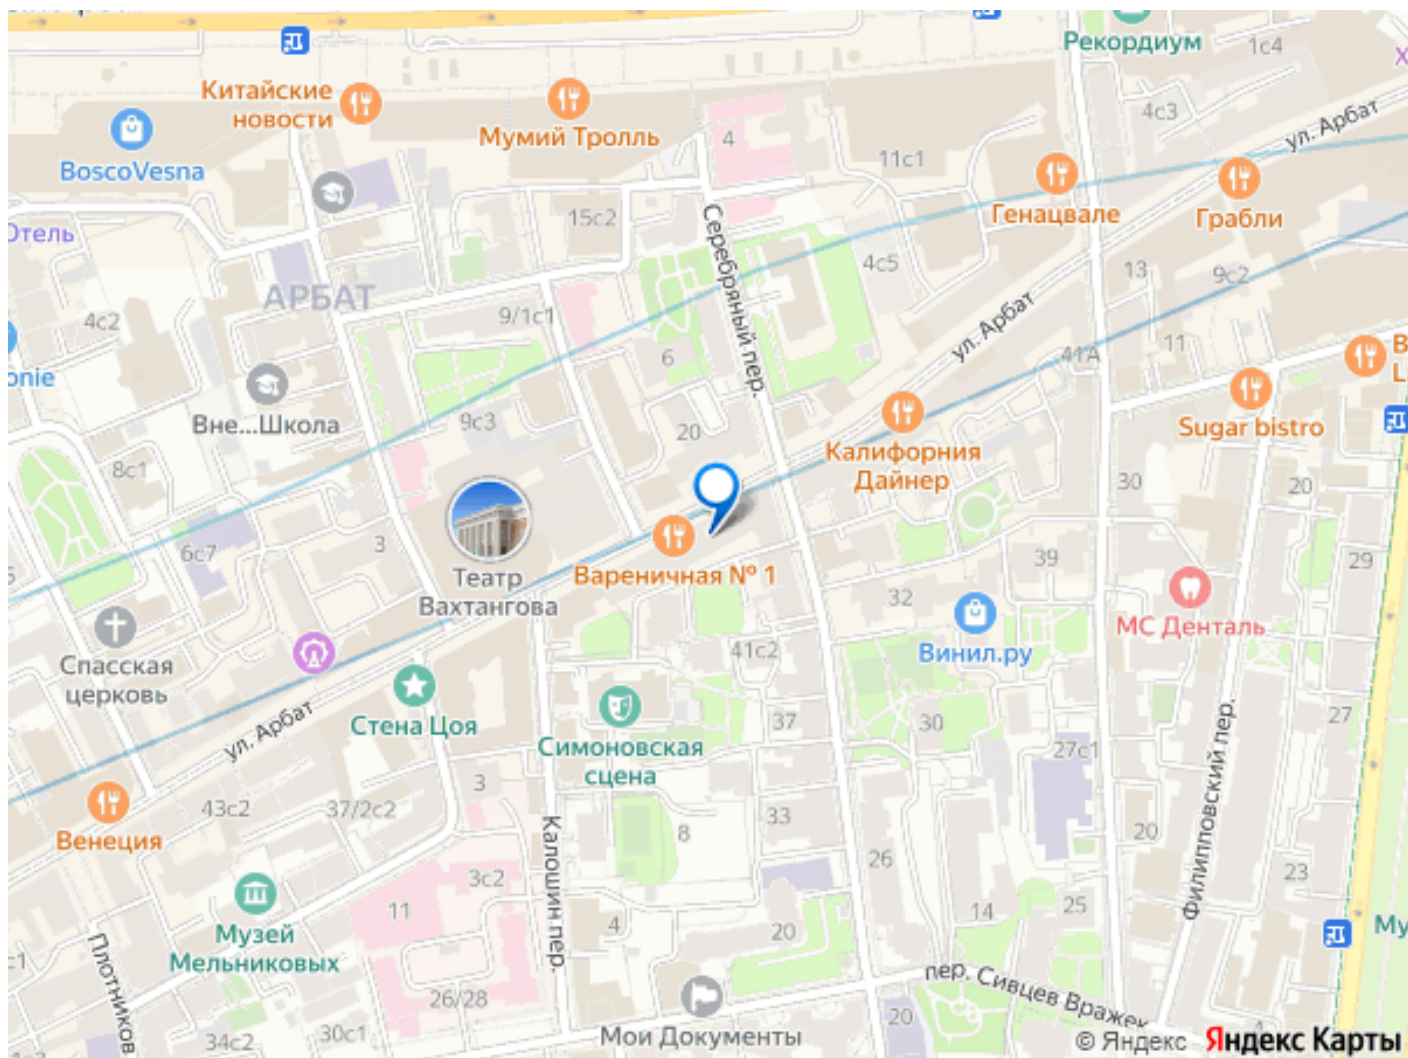 Рекордиум
1с4
Китайские
новости
Мумий Тролль
4
4с3
ул. Арбат
BoscoVesna
11с1
Генацвале
Грабли
15с2
Отель
Серебряный пер.
4с5
13
9с2
АРБАТ
4с2
9/1с1
ул. Арбат
6
41А
11
onie
Вне...Школа
9с3
20
Калифорния
Дайнер
Sugar bistro
8с1
30
20
6с7
3
Театр
Вахтангова
Вареничная № 1
39
29
32
МС Денталь
Спасская
церковь
41с2
Винил.ру
Стена Цоя
ул. Арбат
37
30
27
Симоновская
сцена
27с1
Филипповский пер.
3
43с2
37/2с2
Венеция
8
33
20
Калошин пер.
26
23
3с2
11
14
25
Музей
Мельниковых
4
20
Му
Плотников
26/28
пер. Сивцев Вражек
34с2
30с1
Мои Документы
20
© Яндекс Яндекс Карты